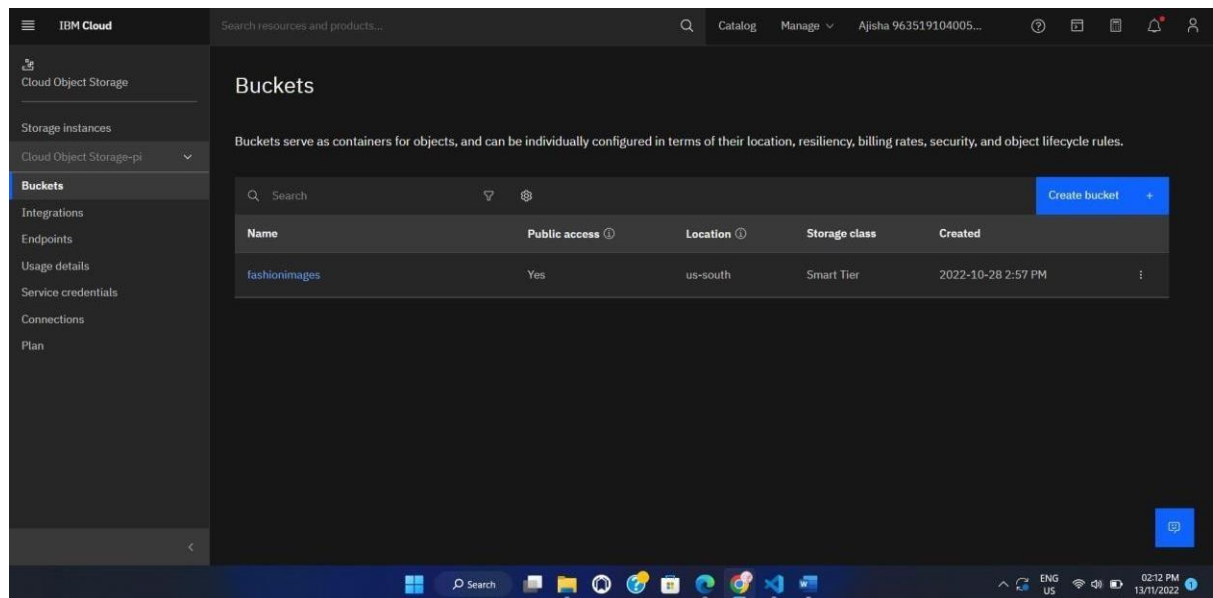 IBM Cloud
Search resources and products...
Catalog
Manage
Ajisha 963519104005...
Cloud Object Storage
Storage instances
Cloud Object Storage-pi
Buckets
Integrations
Endpoints
Usage details
Service credentials
Connections
Plan
Buckets
Buckets serve as containers for objects, and can be individually configured in terms of their location, resiliency, billing rates, security, and object lifecycle rules.
Search
Create bucket +
Name Public access Location Storage class Created
fashionimages Yes us-south Smart Tier 2022-10-28 2:57 PM
Search
ENG
US
02:12 PM
13/11/2022
1